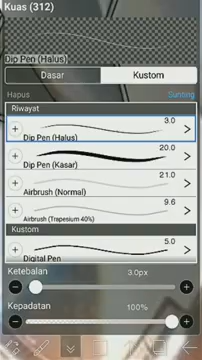 Kuas (312)
Dip Pen (Halus)
Dasar Kustom
Hapus Sunting
Riwayat
3.0
Dip Pen (Halus)
20.0
Dip Pen (Kasar)
21.0
Airbrush (Normal)
9.6
Airbrush (Trapesium 40%)
Kustom
5.0
Digital Pen
Ketebalan 3.0px
Kepadatan 100%